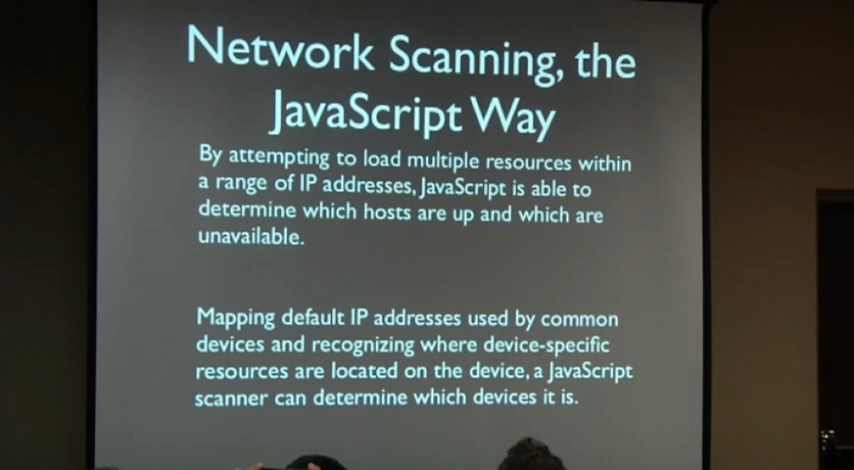 Network Scanning, the
JavaScript Way
By attempting to load multiple resources within
a range of IP addresses, JavaScript is able to
determine which hosts are up and which are
unavailable.
Mapping default IP addresses used by common
devices and recognizing where device-specific
resources are located on the device, a JavaScript
scanner can determine which devices it is.